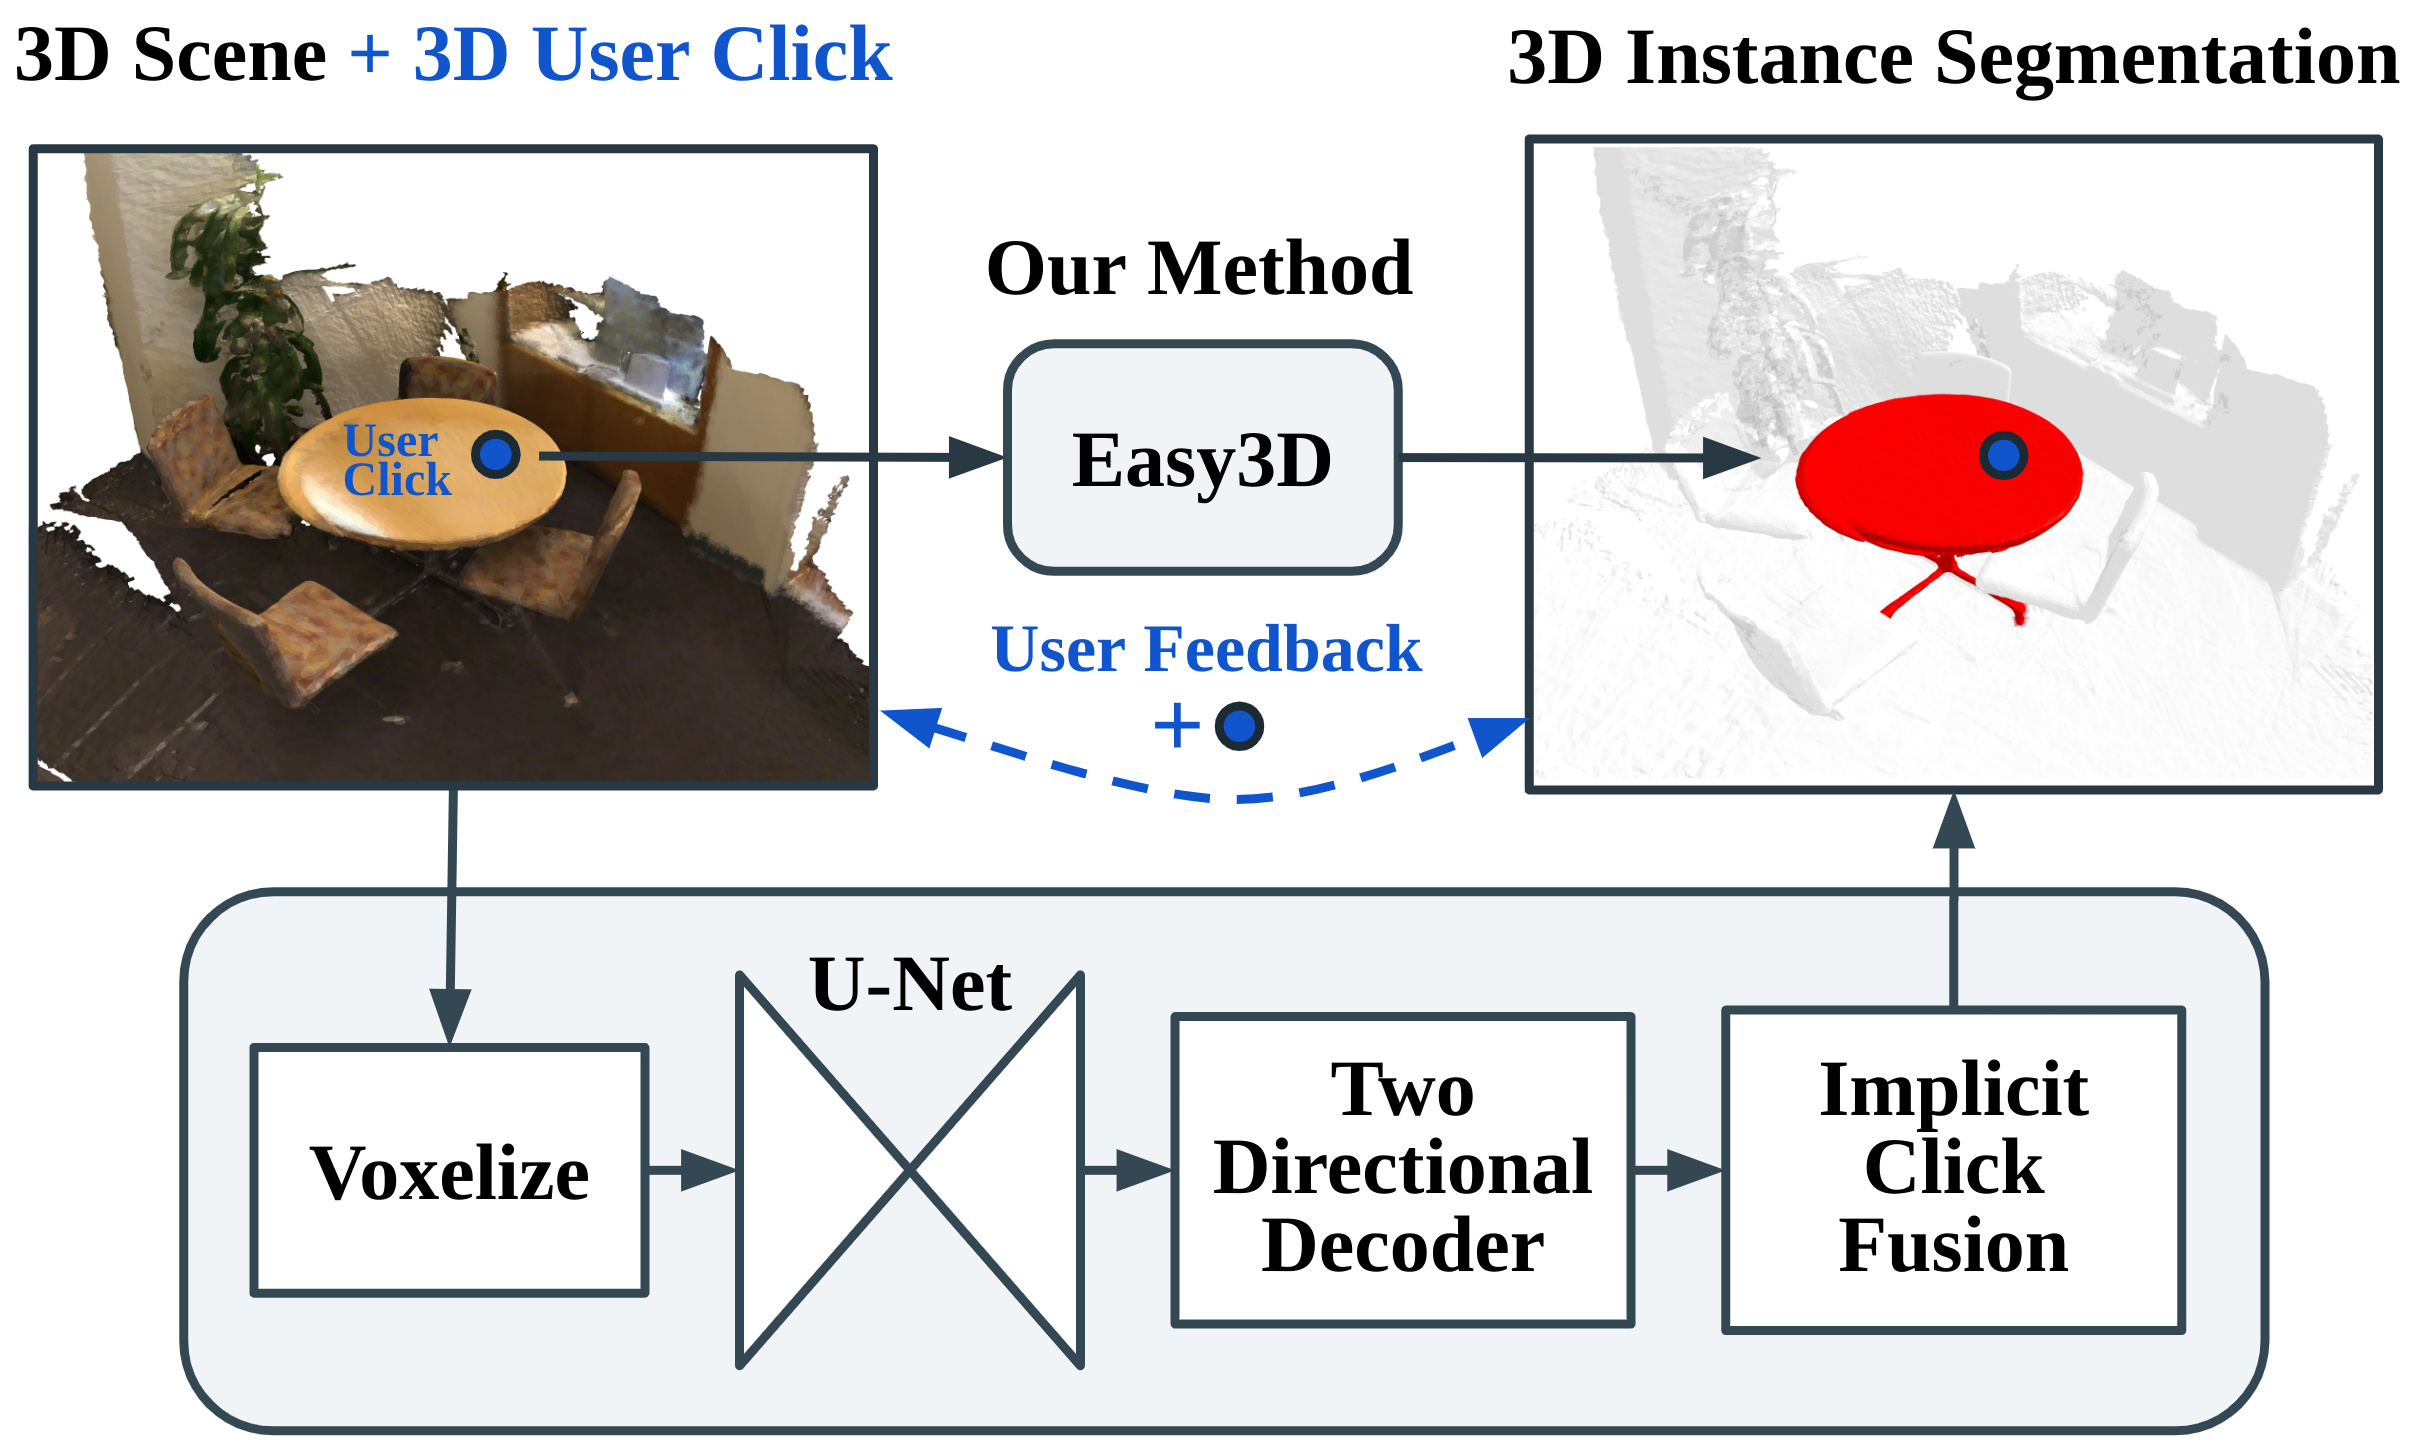 3D Scene + 3D User Click
3D Instance Segmentation
Our Method
User
Click
Easy3D
User Feedback
+
U-Net
Voxelize
Two
Directional
Decoder
Implicit
Click
Fusion